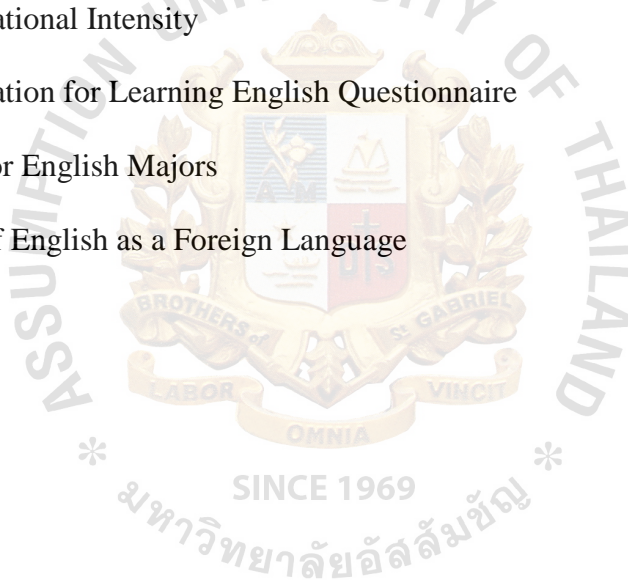 ational Intensity
ation for Learning English Questionnaire
or English Majors
f English as a Foreign Language
ASSUMPTION UNIVERSITY OF THAILAND
A M
D S
BROTHERS of St GABRIEL
LABOR VINCIT
OMNIA
* SINCE 1969 *
มหาวิทยาลัยอัสสัมชัญ